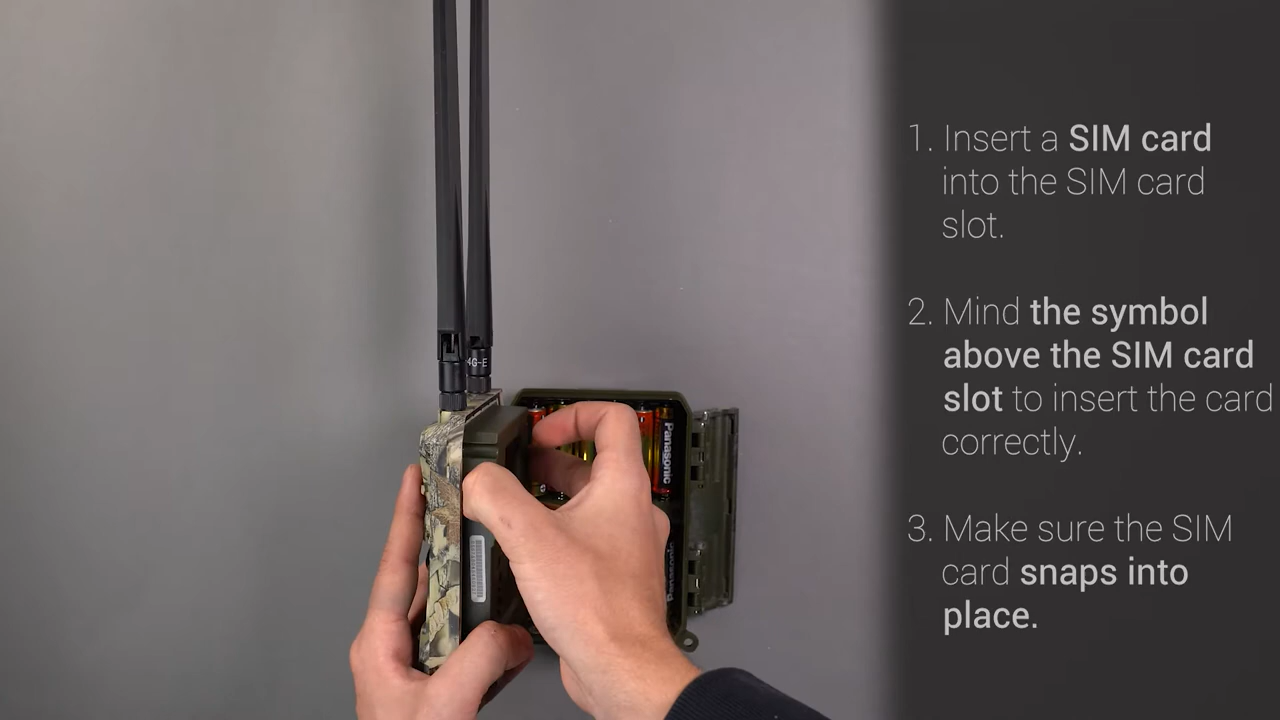 1. Insert a SIM card
into the SIM card
slot.
2. Mind the symbol
above the SIM card
slot to insert the card
correctly.
3. Make sure the SIM
card snaps into
place.
4G-E
Panasonic
Panasonic